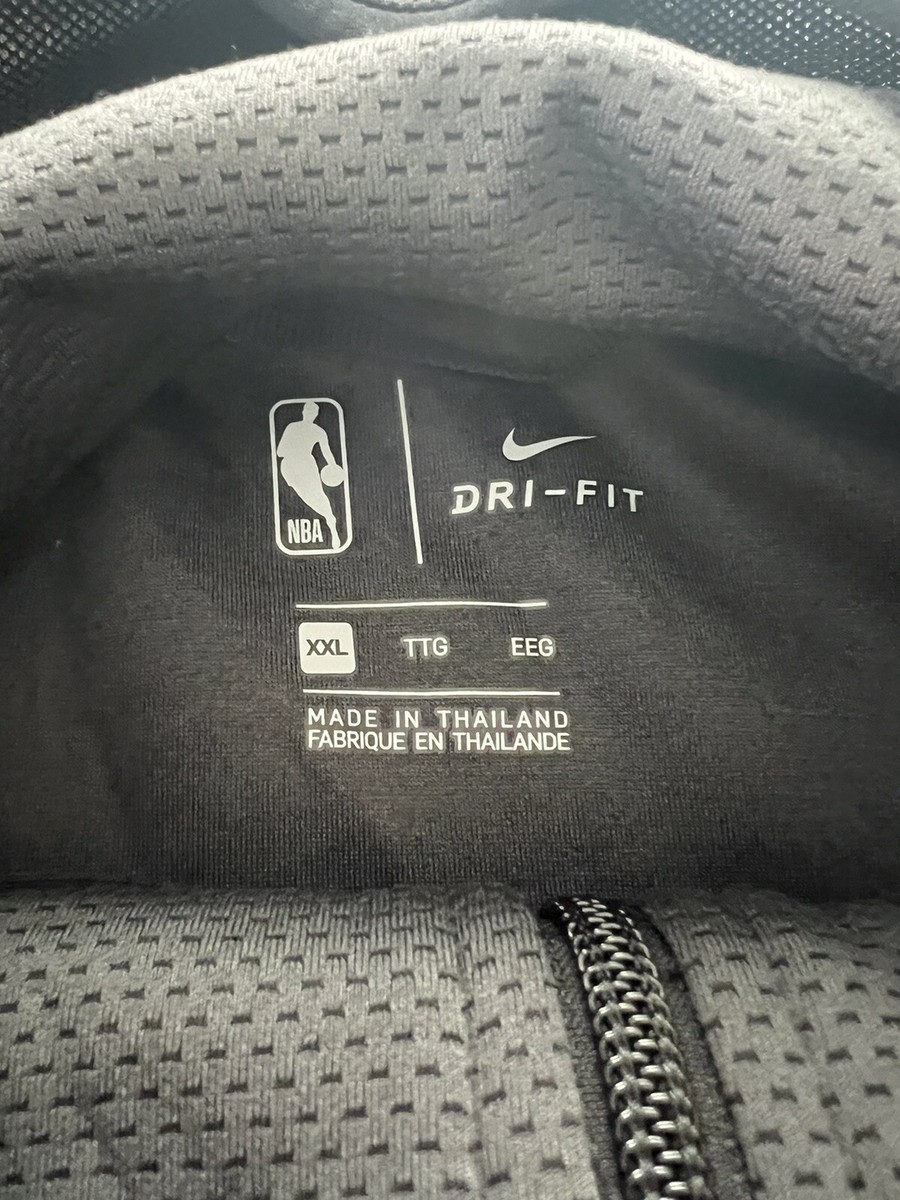 NBA
DRI-FIT
XXL TTG EEG
MADE IN THAILAND
FABRIQUE EN THAILANDE